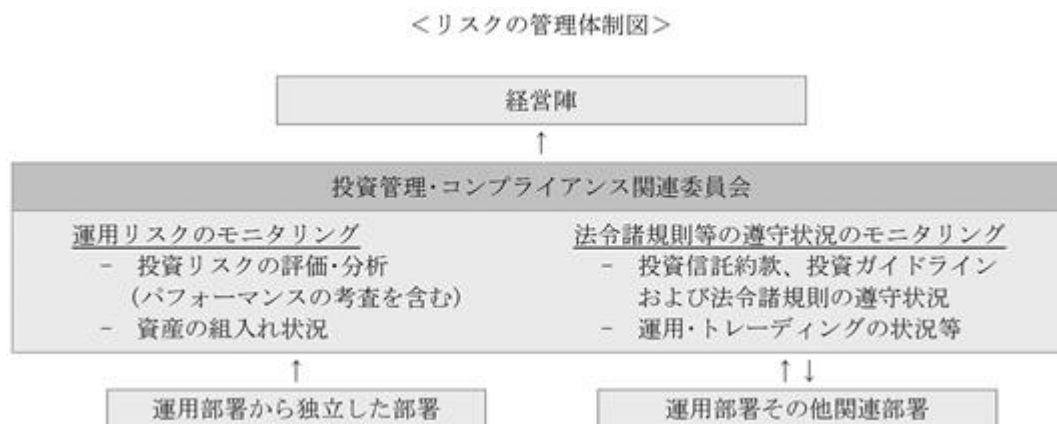 ＜リスクの管理体制図＞
経営陣
↑
投資管理･コンプライアンス関連委員会
運用リスクのモニタリング
－ 投資リスクの評価･分析
(パフォーマンスの考査を含む)
－ 資産の組入れ状況
法令諸規則等の遵守状況のモニタリング
－ 投資信託約款、投資ガイドライン
および法令諸規則の遵守状況
－ 運用･トレーディングの状況等
↑
↑↓
運用部署から独立した部署
運用部署その他関連部署